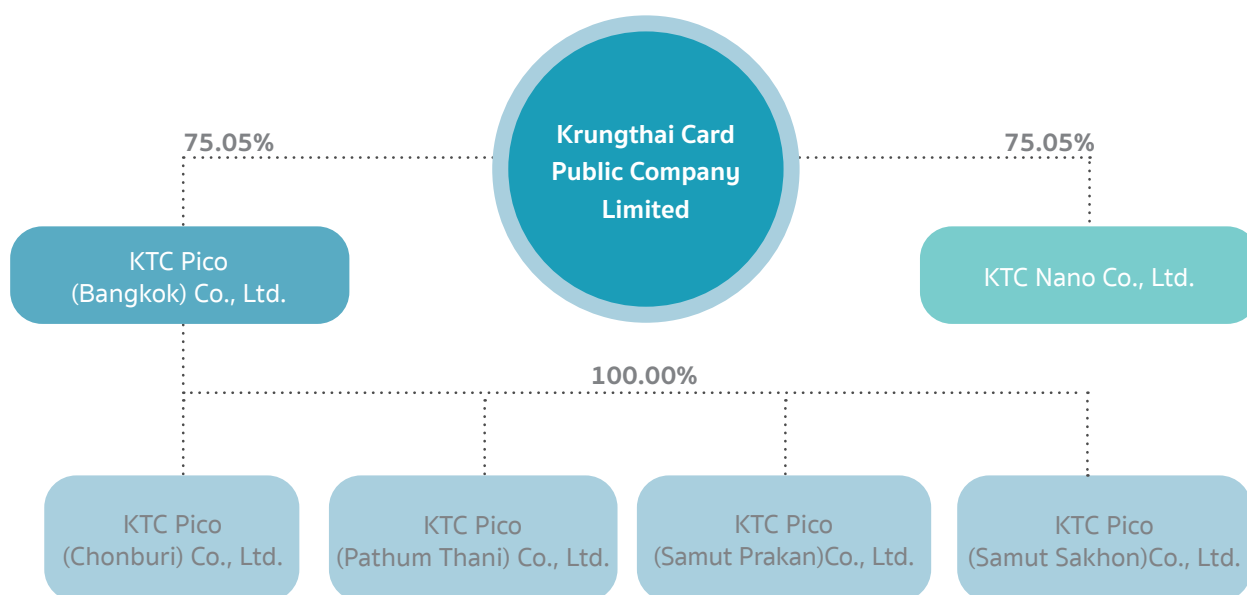 Krungthai Card
Public Company
Limited
75.05%
75.05%
KTC Pico
(Bangkok) Co., Ltd.
KTC Nano Co., Ltd.
100.00%
KTC Pico
(Chonburi) Co., Ltd.
KTC Pico
(Pathum Thani) Co., Ltd.
KTC Pico
(Samut Prakan)Co., Ltd.
KTC Pico
(Samut Sakhon)Co., Ltd.